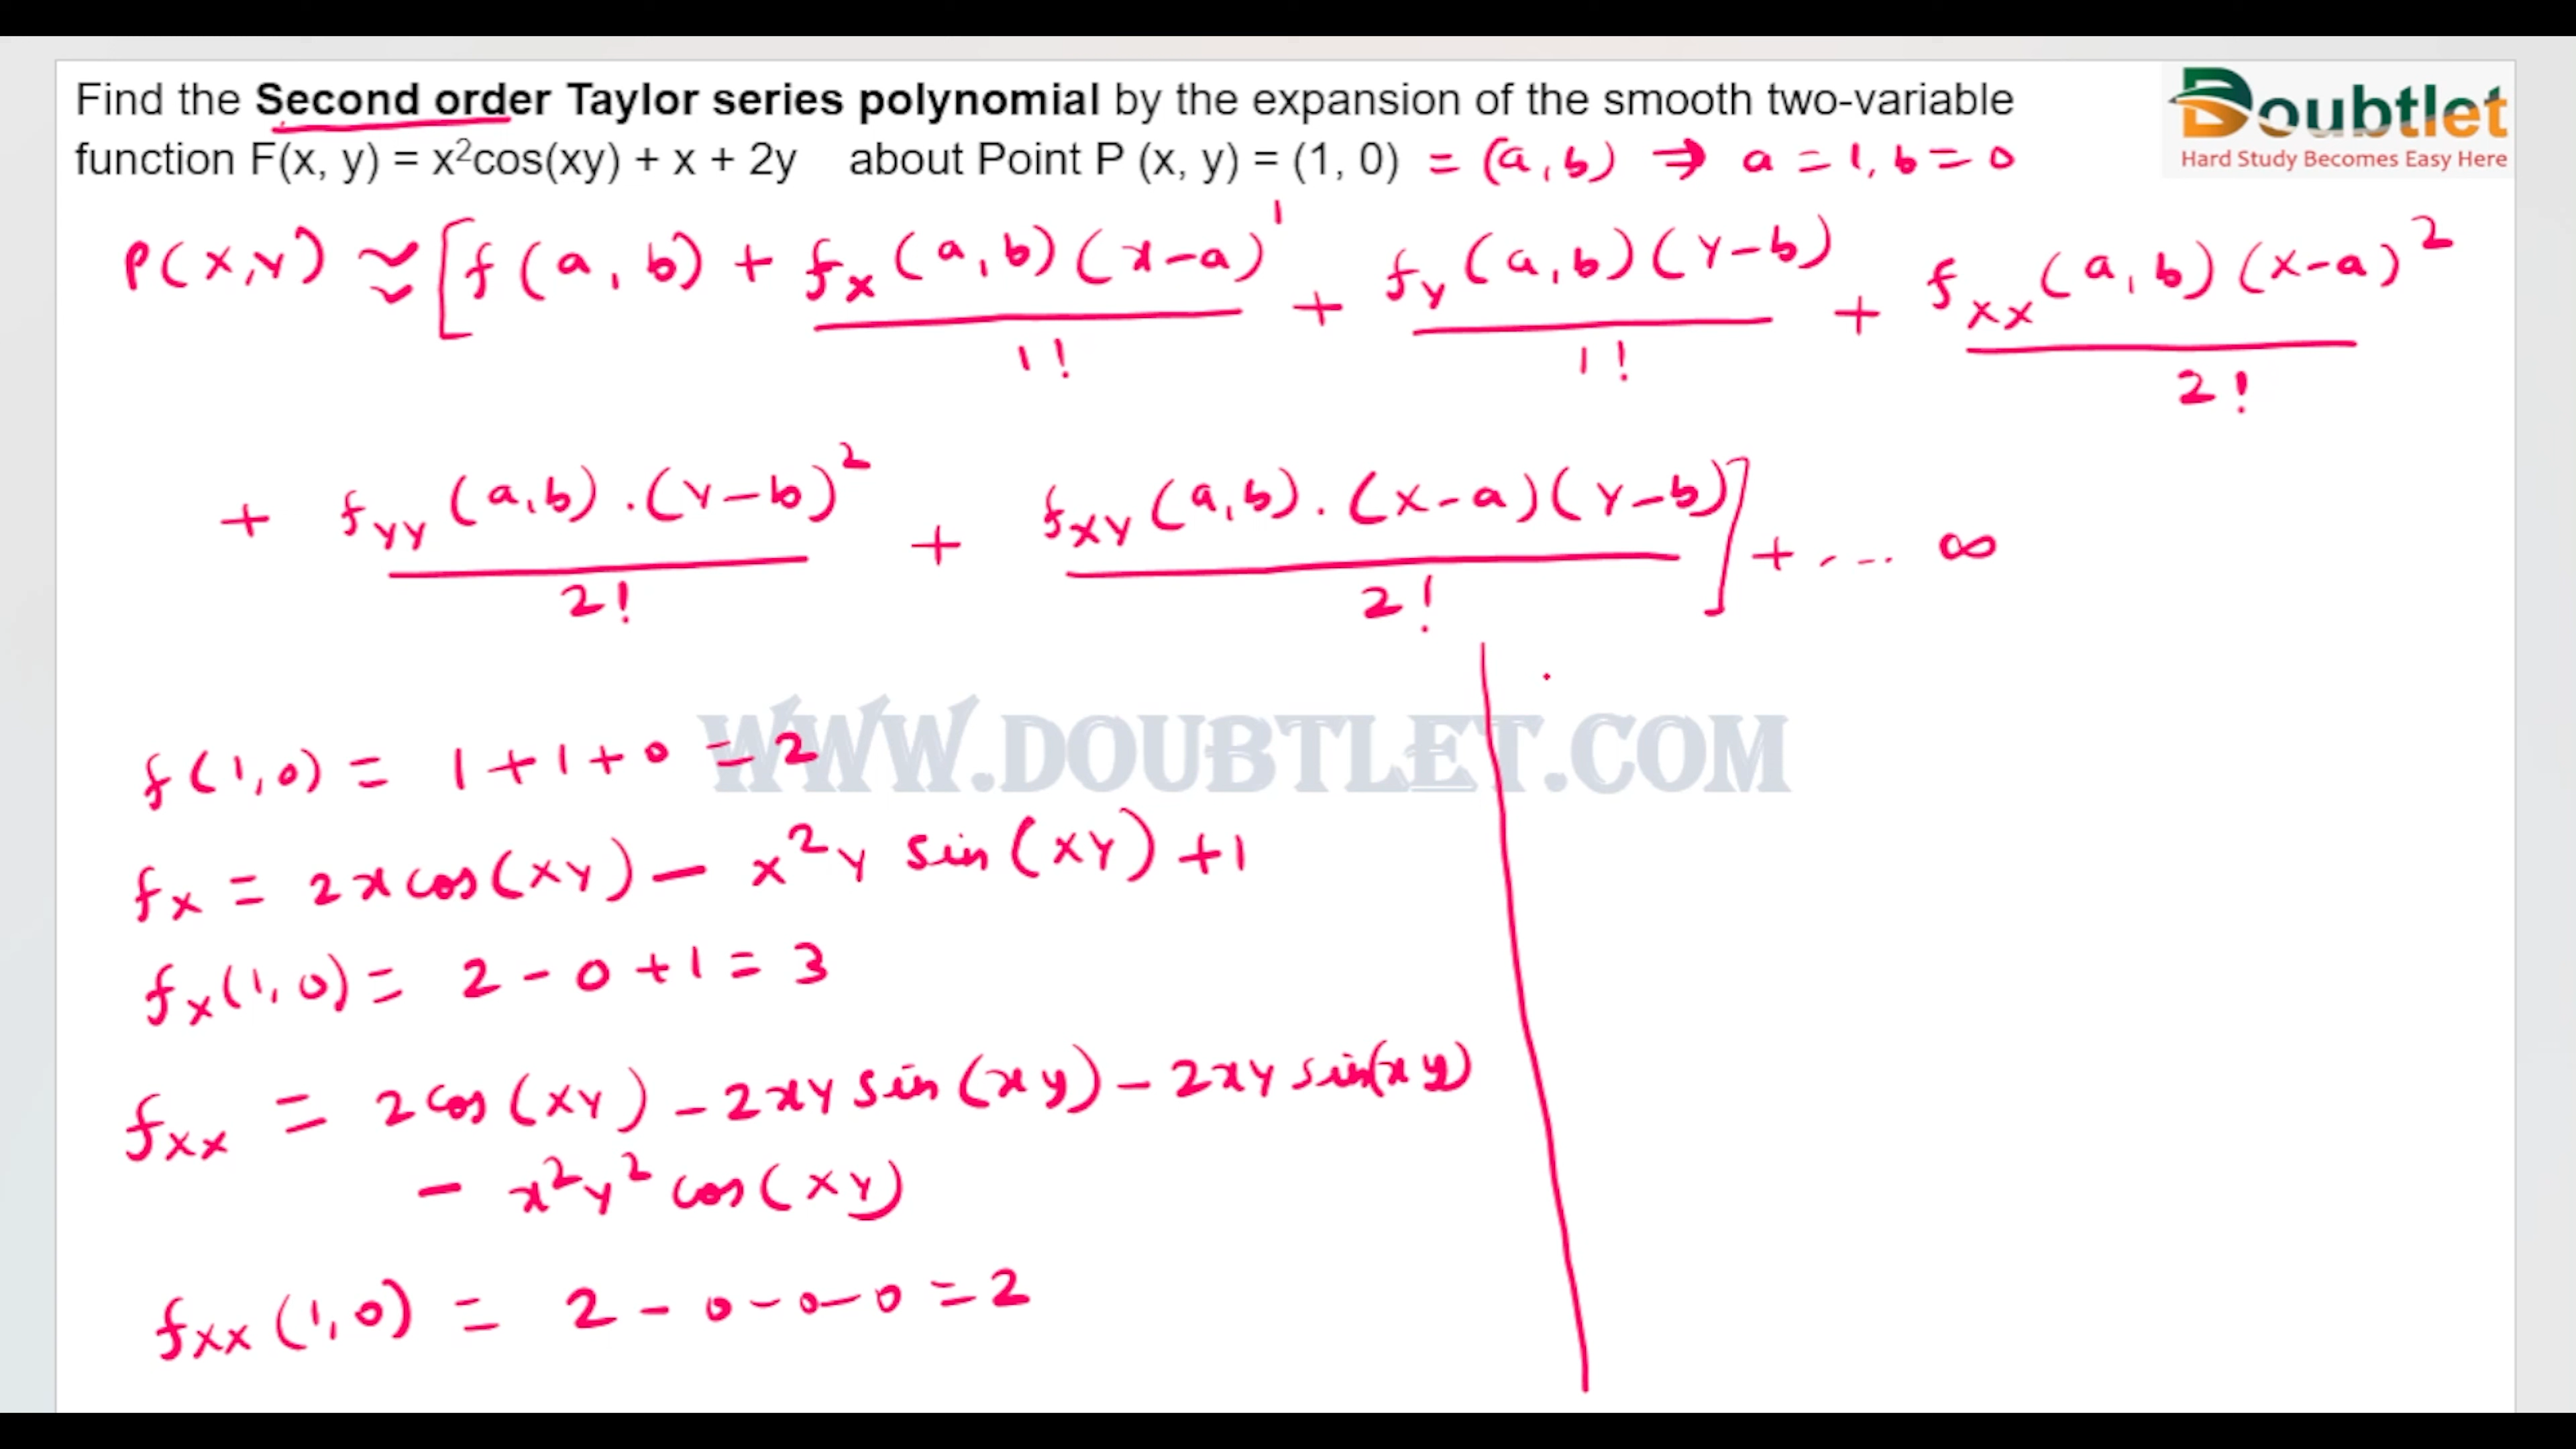 Find the Second order Taylor series polynomial by the expansion of the smooth two-variable
function F(x, y) = x²cos(xy) + x + 2y about Point P (x, y) = (1, 0) = (a, b) ⇒ a = 1, b = 0
Doubtlet
Hard Study Becomes Easy Here
P(x,y) ≈ [f(a, b) + fₓ(a, b)(x-a)¹/1! + f_y(a, b)(y-b)/1! + fₓₓ(a, b)(x-a)²/2!
+ f_yy(a, b).(y-b)²/2! + f_xy(a, b).(x-a)(y-b)/2!] + ... ∞
WWW.DOUBTLET.COM
f(1, 0) = 1 + 1 + 0 = 2
fₓ = 2x cos(xy) - x²y sin(xy) + 1
fₓ(1, 0) = 2 - 0 + 1 = 3
fₓₓ = 2cos(xy) - 2xy sin(xy) - 2xy sin(xy)
- x²y² cos(xy)
fₓₓ(1, 0) = 2 - 0 - 0 - 0 = 2